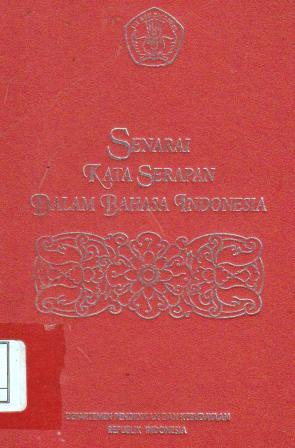 SENARAI
KATA SERAPAN
DALAM BAHASA INDONESIA
DEPARTEMEN PENDIDIKAN DAN KEBUDAYAAN
REPUBLIK INDONESIA